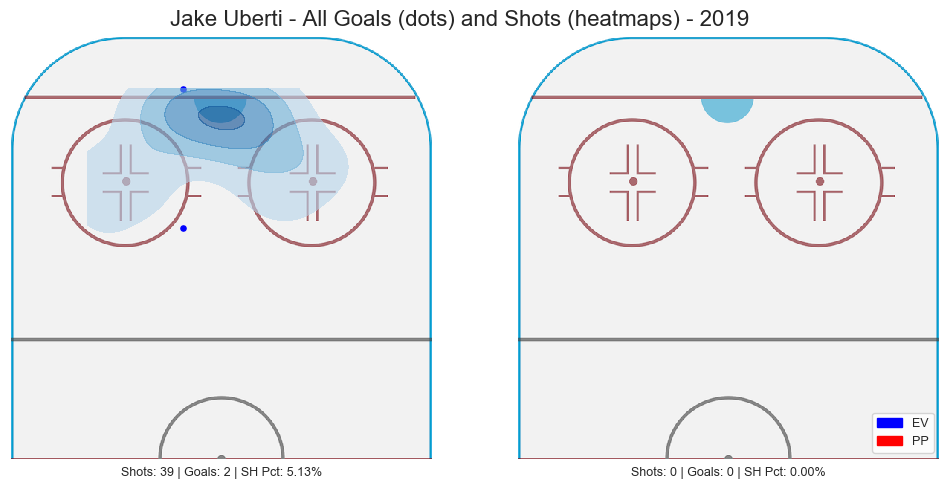 Jake Uberti - All Goals (dots) and Shots (heatmaps) - 2019
EV
PP
Shots: 39 | Goals: 2 | SH Pct: 5.13%
Shots: 0 | Goals: 0 | SH Pct: 0.00%